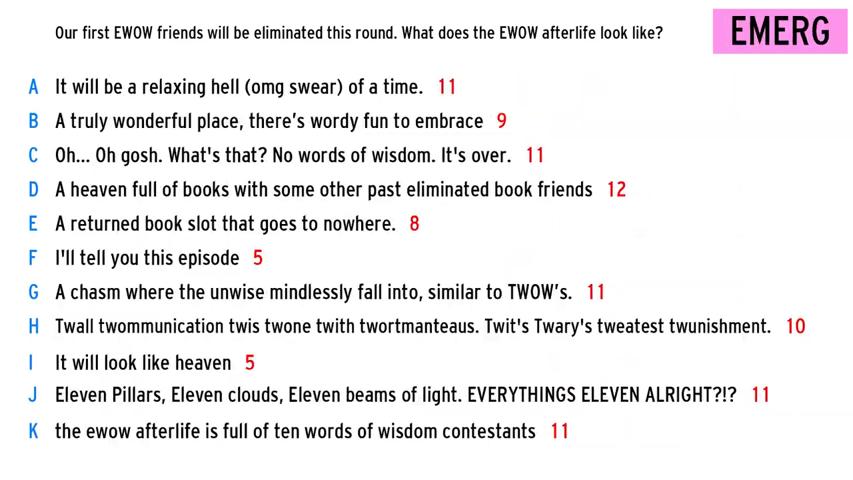 Our first EWOW friends will be eliminated this round. What does the EWOW afterlife look like?
EMERG
A It will be a relaxing hell (omg swear) of a time. 11
B A truly wonderful place, there's wordy fun to embrace 9
C Oh... Oh gosh. What's that? No words of wisdom. It's over. 11
D A heaven full of books with some other past eliminated book friends 12
E A returned book slot that goes to nowhere. 8
F I'll tell you this episode 5
G A chasm where the unwise mindlessly fall into, similar to TWOW's. 11
H Twall twommunication twis twone twith twortmanteaus. Twit's Twary's tweatest twunishment. 10
I It will look like heaven 5
J Eleven Pillars, Eleven clouds, Eleven beams of light. EVERYTHINGS ELEVEN ALRIGHT?!? 11
K the ewow afterlife is full of ten words of wisdom contestants 11